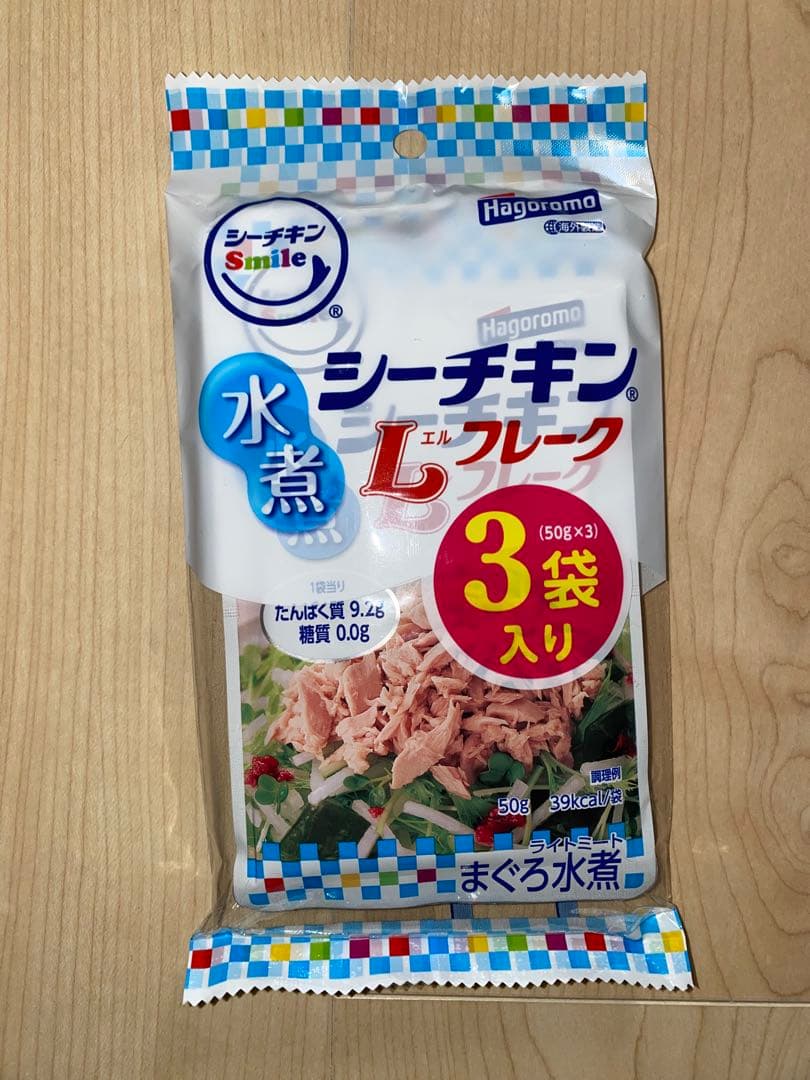 シーチキン
Smile
®
Hagoromo
海外製造
Hagoromo
シーチキン®
水煮
Lエルフレーク
(50g×3)
3袋
入り
1袋当り
たんぱく質 9.2g
糖質 0.0g
調理例
50g 39kcal/袋
ライトミート
まぐろ水煮